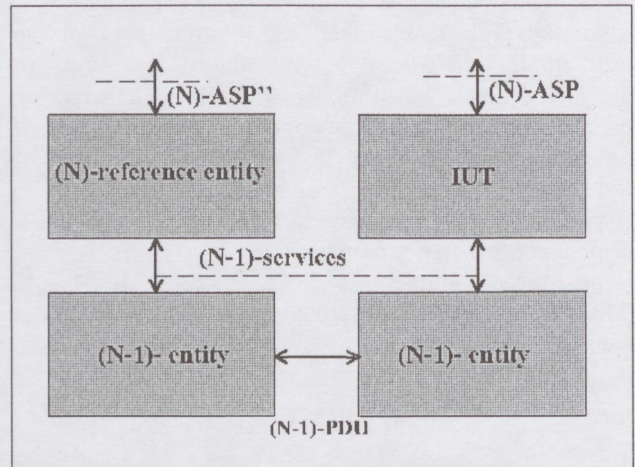 (N)-ASP’’
(N)-ASP
(N)-reference entity
IUT
(N-1)-services
(N-1)- entity
(N-1)- entity
(N-1)-PDU